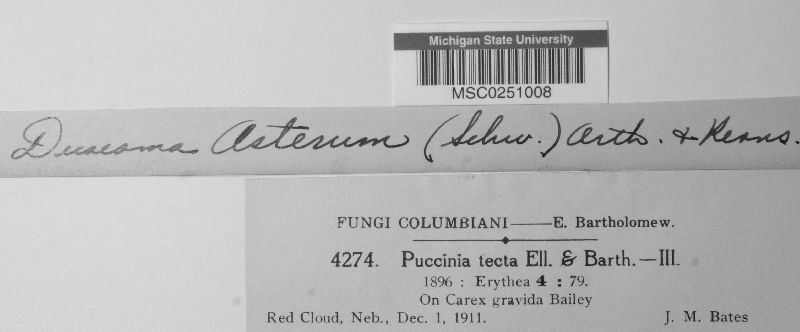 Michigan State University
MSC0251008
Dicaeoma Asterum (Schw.) Arth. & Kern.
FUNGI COLUMBIANI—E. Bartholomew.
4274. Puccinia tecta Ell. & Barth.—III.
1896 : Erythea 4 : 79.
On Carex gravida Bailey
Red Cloud, Neb., Dec. 1, 1911. J. M. Bates